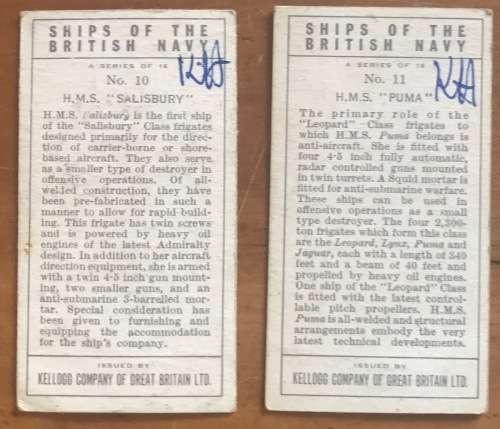 SHIPS OF THE
BRITISH NAVY
A SERIES OF 16
No. 10
H.M.S. "SALISBURY"
H.M.S. Salisbury is the first ship
of the "Salisbury" Class frigates
designed primarily for the direc-
tion of carrier-borne or shore-
based aircraft. They also serve
as a smaller type of destroyer in
offensive operations. Of all-
welded construction, they have
been pre-fabricated in such a
manner to allow for rapid build-
ing. This frigate has twin screws
and is powered by heavy oil
engines of the latest Admiralty
design. In addition to her aircraft
direction equipment, she is armed
with a twin 4·5 inch gun mount-
ing, two smaller guns, and an
anti-submarine 3-barrelled mor-
tar. Special consideration has
been given to furnishing and
equipping the accommodation
for the ship's company.
ISSUED BY
KELLOGG COMPANY OF GREAT BRITAIN LTD.
SHIPS OF THE
BRITISH NAVY
A SERIES OF 16
No. 11
H.M.S. "PUMA"
The primary role of the
"Leopard" Class frigates to
which H.M.S. Puma belongs is
anti-aircraft. She is fitted with
four 4·5 inch fully automatic,
radar controlled guns mounted
in twin turrets. A Squid mortar is
fitted for anti-submarine warfare.
These ships can be used in
offensive operations as a small
type destroyer. The four 2,300-
ton frigates which form this class
are the Leopard, Lynx, Puma and
Jaguar, each with a length of 340
feet and a beam of 40 feet and
propelled by heavy oil engines.
One ship of the "Leopard" Class
is fitted with the latest control-
lable pitch propellers. H.M.S.
Puma is all-welded and structural
arrangements embody the very
latest technical developments.
ISSUED BY
KELLOGG COMPANY OF GREAT BRITAIN LTD.